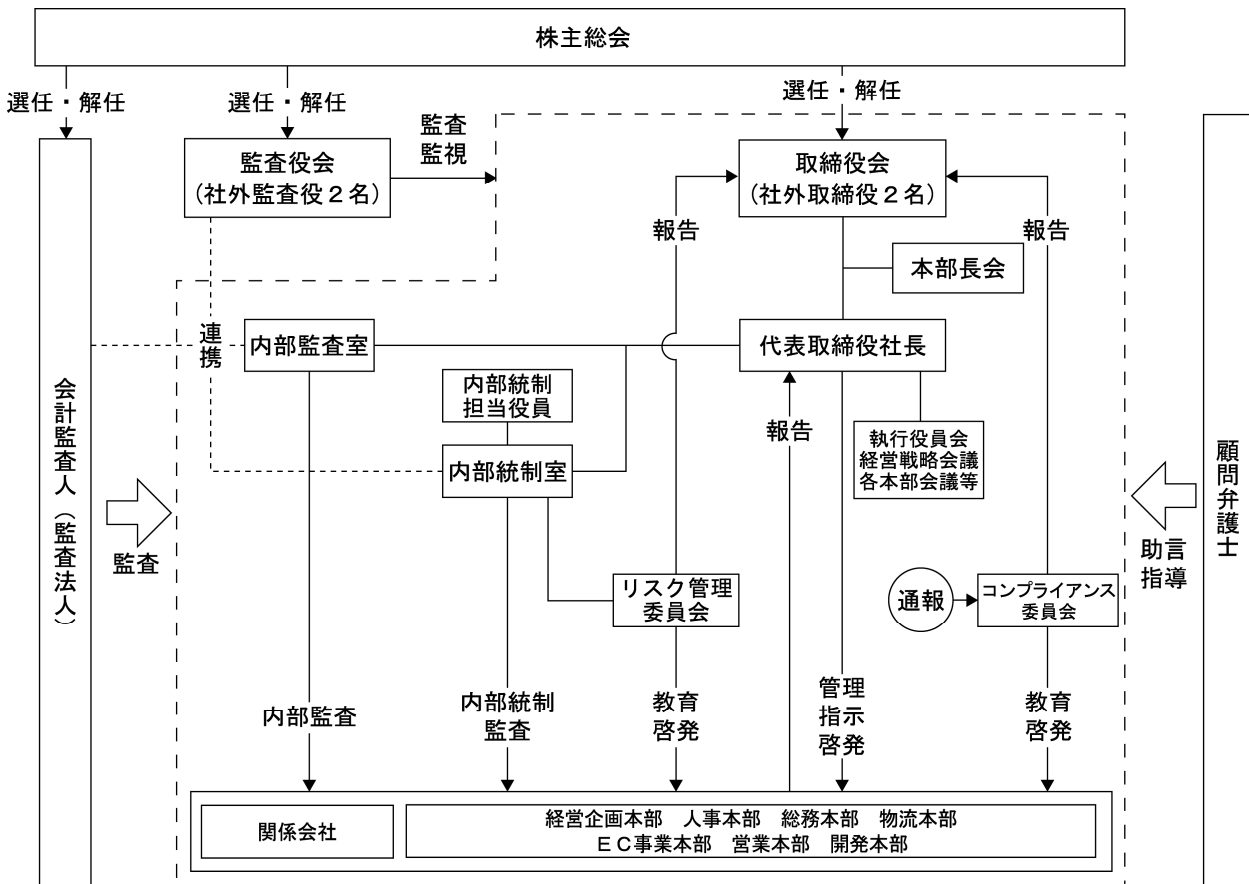 株主総会
選任・解任
選任・解任
選任・解任
監査
監視
監査役会
(社外監査役２名)
取締役会
(社外取締役２名)
報告
報告
本部長会
連携
内部監査室
代表取締役社長
内部統制
担当役員
報告
執行役員会
経営戦略会議
各本部会議等
内部統制室
会計監査人(監査法人)
監査
顧問弁護士
助言
指導
リスク管理
委員会
通報
コンプライアンス
委員会
内部監査
内部統制
監査
教育
啓発
管理
指示
啓発
教育
啓発
関係会社
経営企画本部　人事本部　総務本部　物流本部
ＥＣ事業本部　営業本部　開発本部